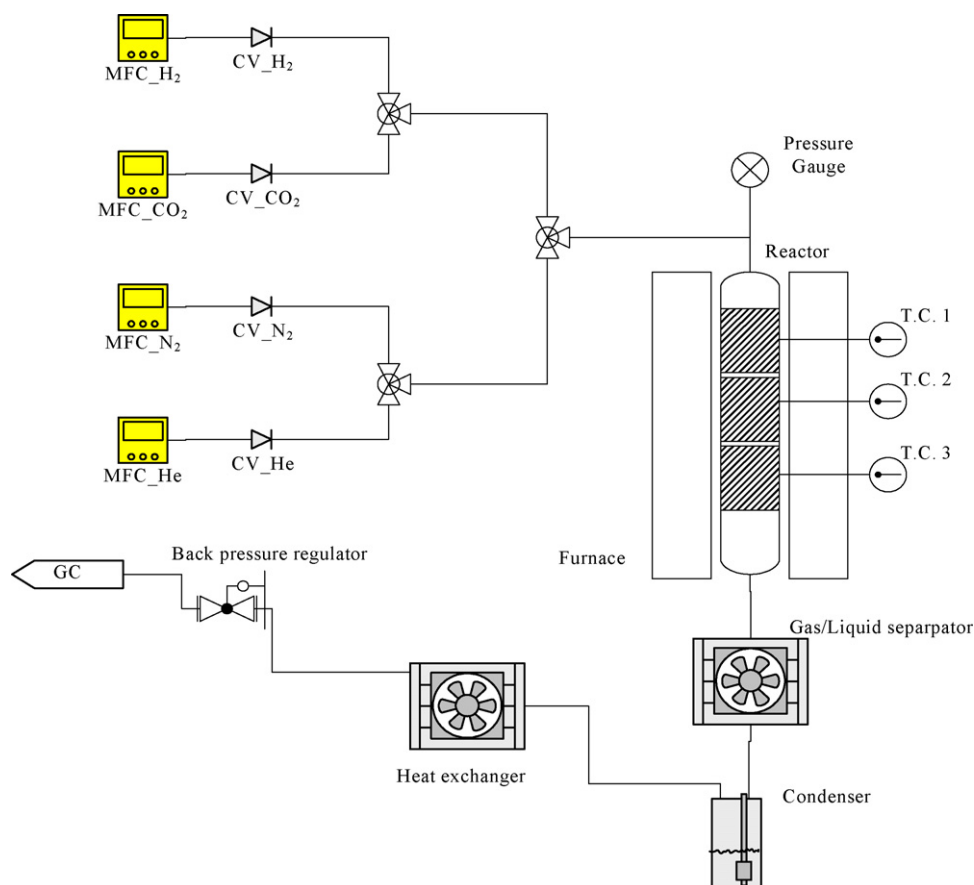 MFC_H₂
CV_H₂
MFC_CO₂
CV_CO₂
Pressure
Gauge
Reactor
MFC_N₂
CV_N₂
T.C. 1
T.C. 2
MFC_He
CV_He
T.C. 3
Back pressure regulator
GC
Furnace
Gas/Liquid separpator
Heat exchanger
Condenser